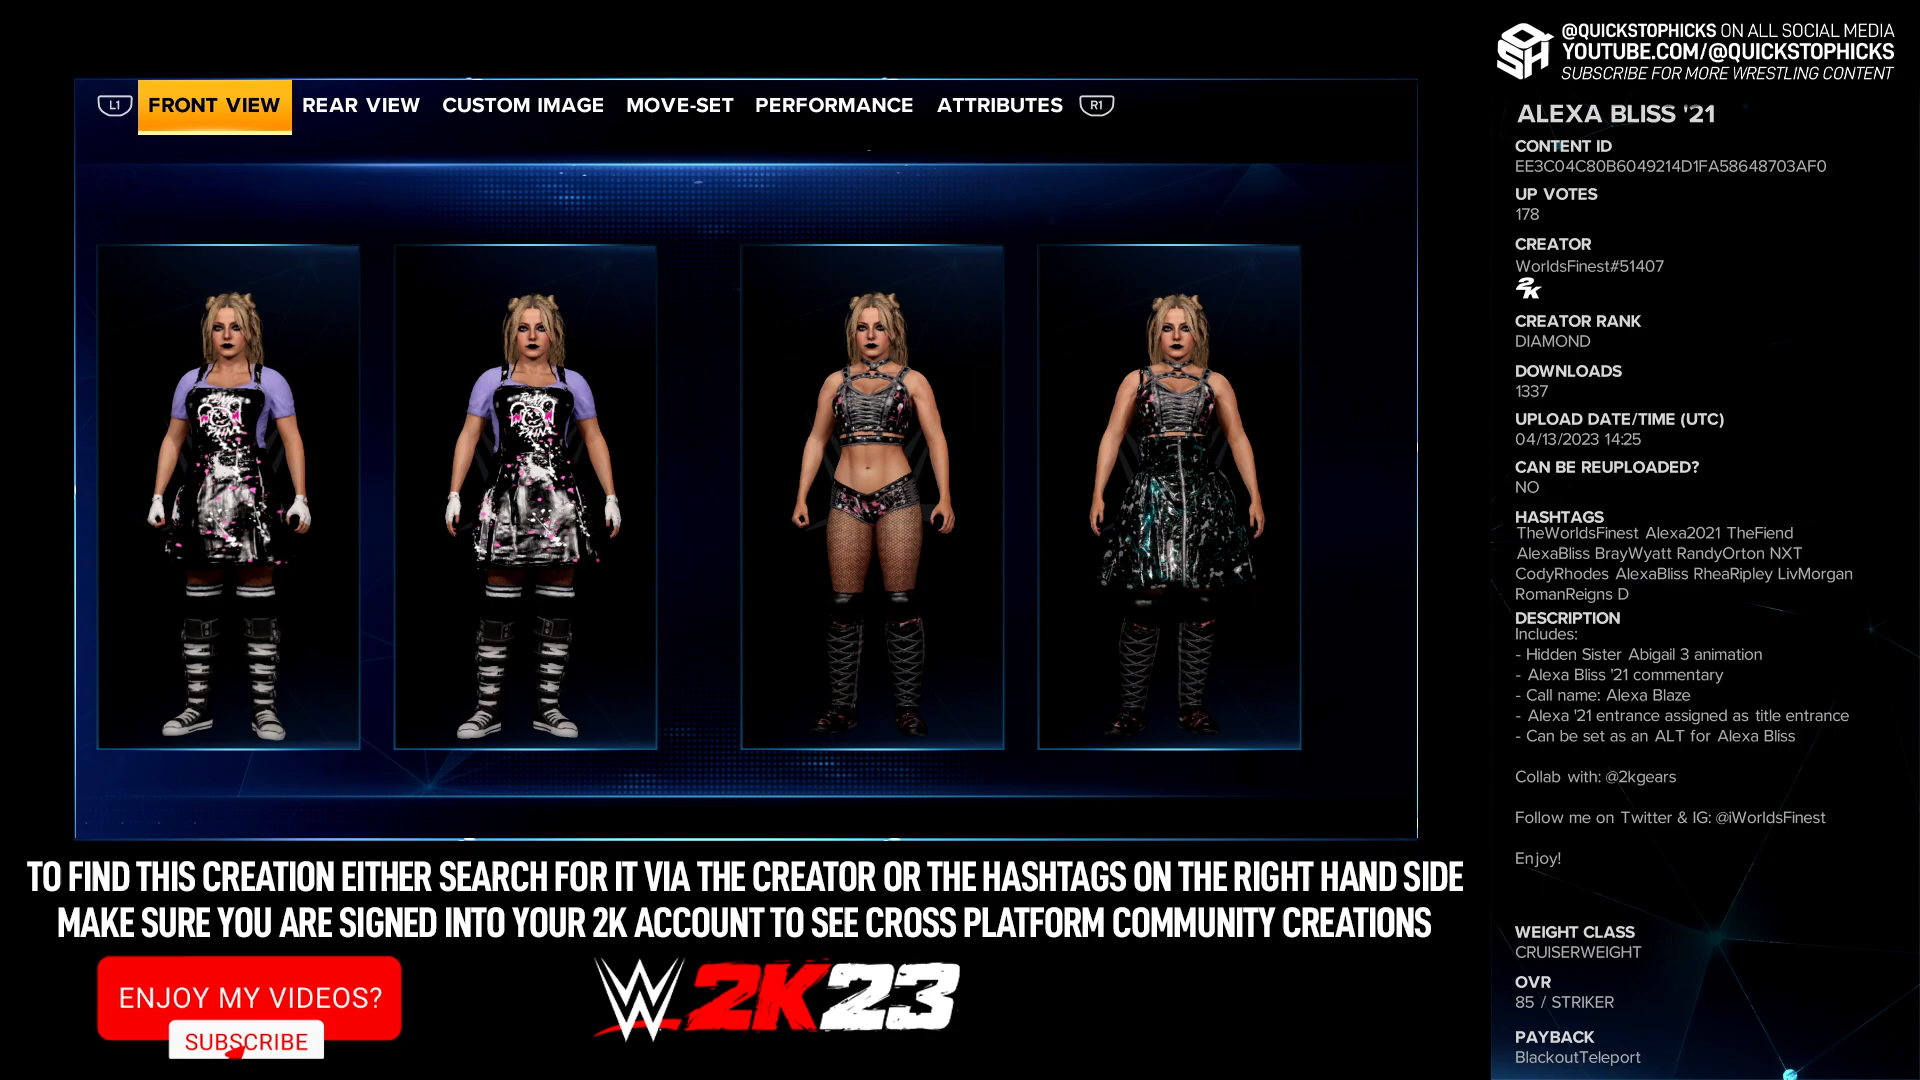 @QUICKSTOPHICKS ON ALL SOCIAL MEDIA
YOUTUBE.COM/@QUICKSTOPHICKS
SUBSCRIBE FOR MORE WRESTLING CONTENT
L1 FRONT VIEW REAR VIEW CUSTOM IMAGE MOVE-SET PERFORMANCE ATTRIBUTES R1
PLAY
PAIN
ALEXA BLISS '21
CONTENT ID
EE3C04C80B6049214D1FA58648703AF0
UP VOTES
178
CREATOR
WorldsFinest#51407
2K
CREATOR RANK
DIAMOND
DOWNLOADS
1337
UPLOAD DATE/TIME (UTC)
04/13/2023 14:25
CAN BE REUPLOADED?
NO
HASHTAGS
TheWorldsFinest Alexa2021 TheFiend
AlexaBliss BrayWyatt RandyOrton NXT
CodyRhodes AlexaBliss RheaRipley LivMorgan
RomanReigns D
DESCRIPTION
Includes:
- Hidden Sister Abigail 3 animation
- Alexa Bliss '21 commentary
- Call name: Alexa Blaze
- Alexa '21 entrance assigned as title entrance
- Can be set as an ALT for Alexa Bliss
Collab with: @2kgears
Follow me on Twitter & IG: @iWorldsFinest
Enjoy!
WEIGHT CLASS
CRUISERWEIGHT
OVR
85 / STRIKER
PAYBACK
BlackoutTeleport
TO FIND THIS CREATION EITHER SEARCH FOR IT VIA THE CREATOR OR THE HASHTAGS ON THE RIGHT HAND SIDE
MAKE SURE YOU ARE SIGNED INTO YOUR 2K ACCOUNT TO SEE CROSS PLATFORM COMMUNITY CREATIONS
ENJOY MY VIDEOS?
SUBSCRIBE
W 2K23